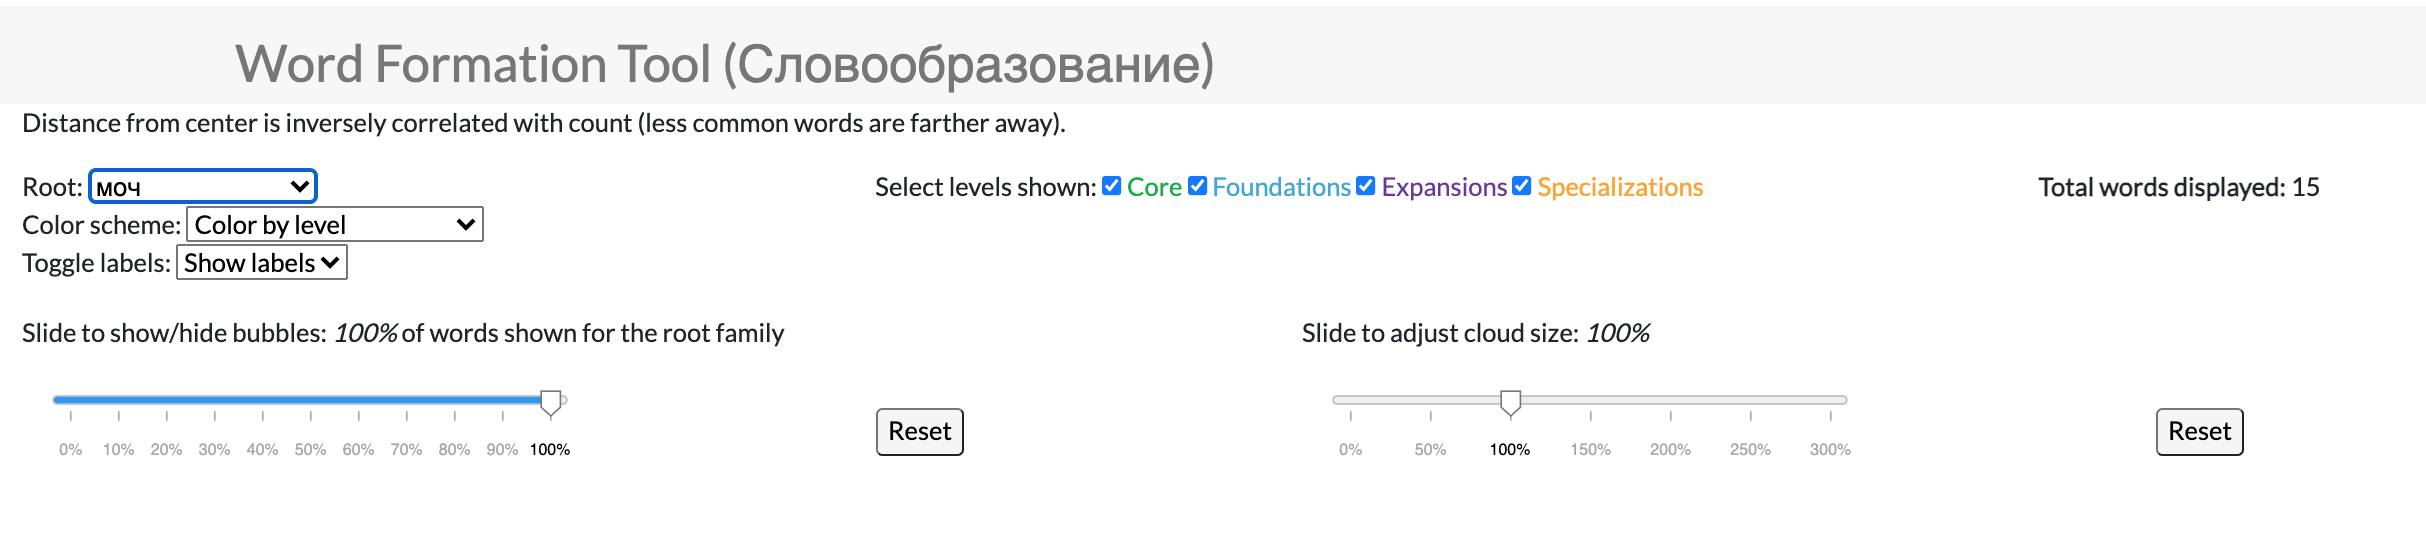 Word Formation Tool (Словообразование)
Distance from center is inversely correlated with count (less common words are farther away).
Root: моч
Select levels shown: Core Foundations Expansions Specializations
Total words displayed: 15
Color scheme: Color by level
Toggle labels: Show labels
Slide to show/hide bubbles: 100% of words shown for the root family
Slide to adjust cloud size: 100%
0% 10% 20% 30% 40% 50% 60% 70% 80% 90% 100%
Reset
0% 50% 100% 150% 200% 250% 300%
Reset